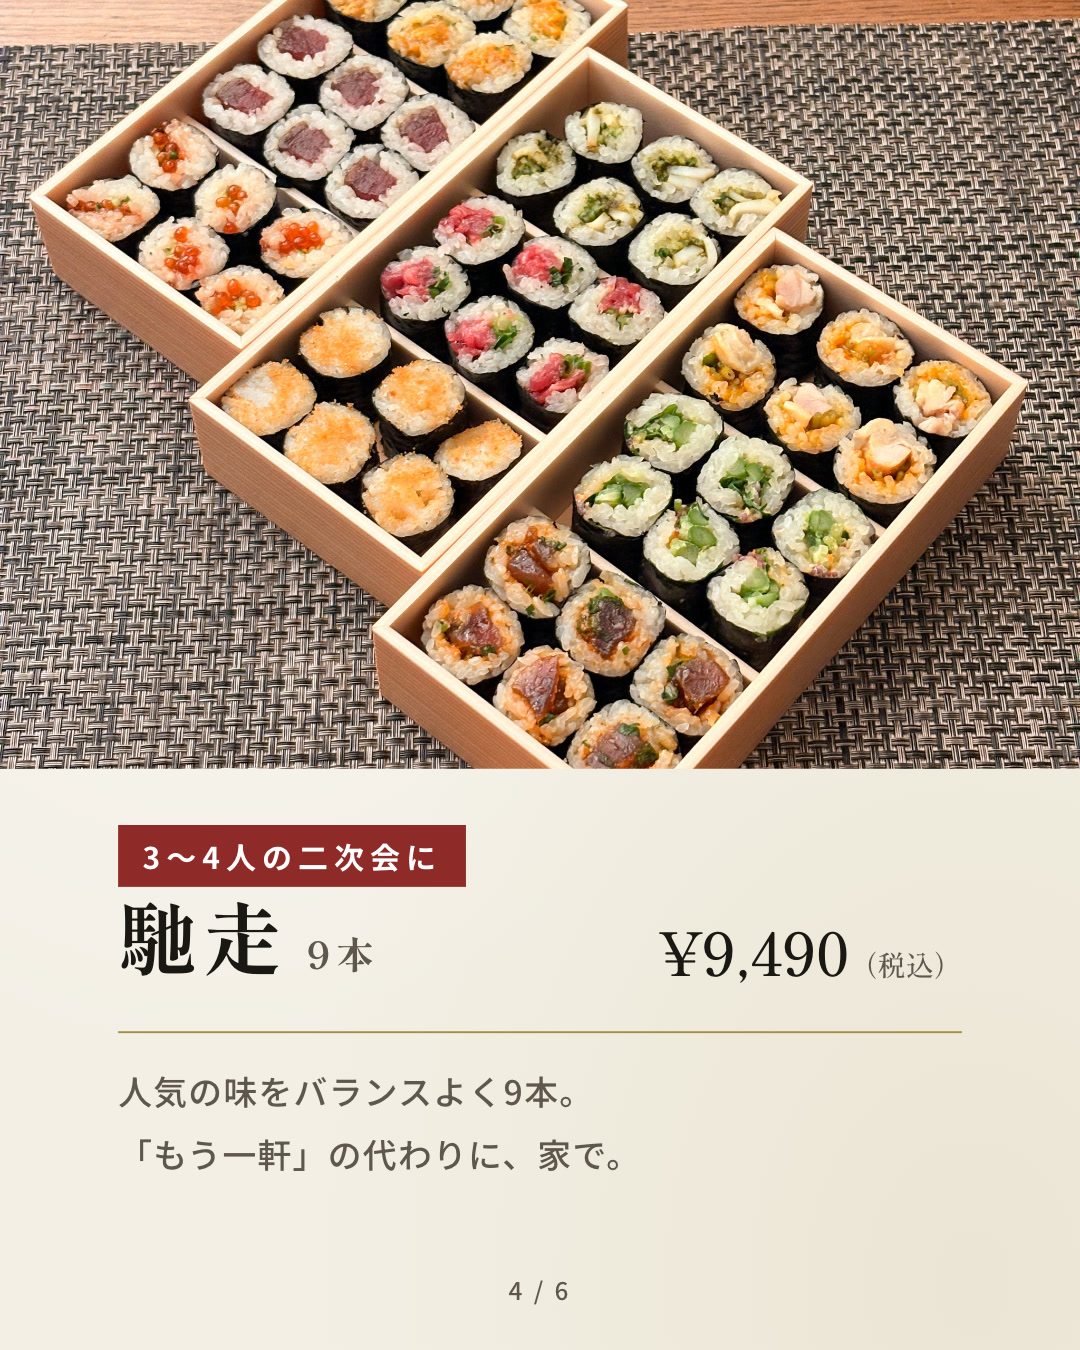 3〜4人の二次会に
馳走 9本 ¥9,490 (税込)
人気の味をバランスよく9本。
「もう一軒」の代わりに、家で。
4 / 6